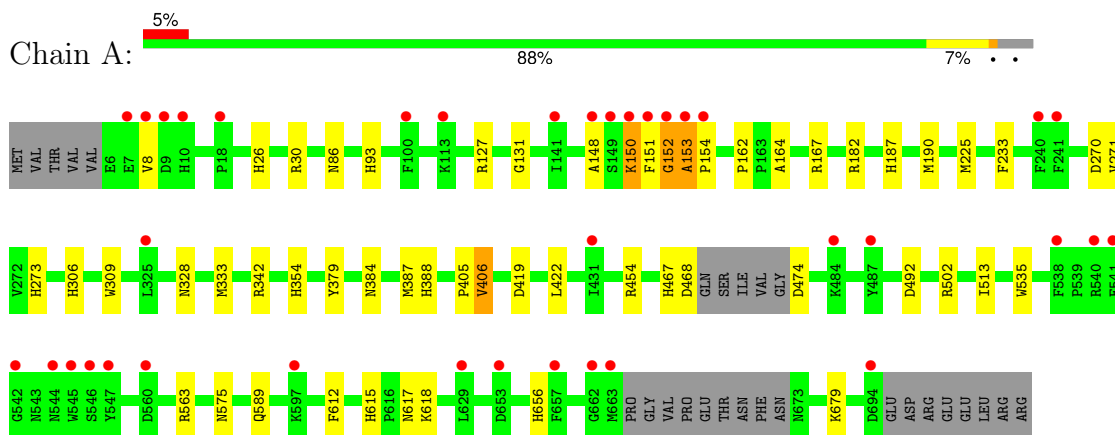 5%
Chain A:
88% 7% • •
MET VAL THR VAL VAL E6 E7 V8 D9 H10 P18 H26 R30 N86 H93 F100 K113 R127 G131 I141 A148 S149 K150 F151 G152 A153 P154 P162 P163 A164 R167 R182 H187 M190 M225 F233 F240 F241 D270
V272 H273 H306 W309 L325 N328 M333 R342 H354 Y379 N384 M387 H388 P405 V406 D419 L422 I431 R454 H467 D468 GLN SER ILE VAL GLY D474 K484 Y487 D492 R502 I513 W535 F538 P539 R540
G542 N543 N544 W545 S546 Y547 D560 R563 N575 Q589 K597 F612 H615 P616 N617 K618 L629 D653 H656 F657 G662 M663 PRO GLY VAL PRO GLU THR ASN PHE ASN N673 K679 D694 GLU ASP ARG GLU GLU LEU ARG ARG